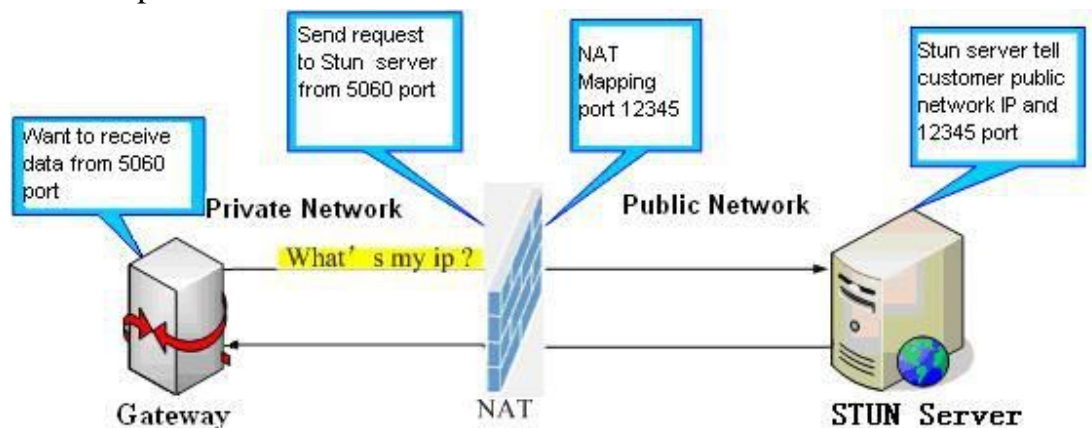 Send request
to Stun server
from 5060 port
NAT
Mapping
port 12345
Stun server tell
customer public
network IP and
12345 port
Want to receive
data from 5060
port
Private Network
Public Network
What's my ip ?
Gateway
NAT
STUN Server